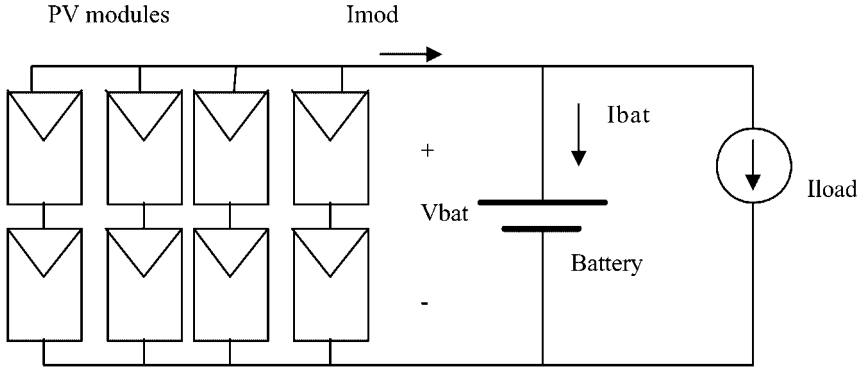 PV modules
Imod
Ibat
+
Vbat
Iload
Battery
-